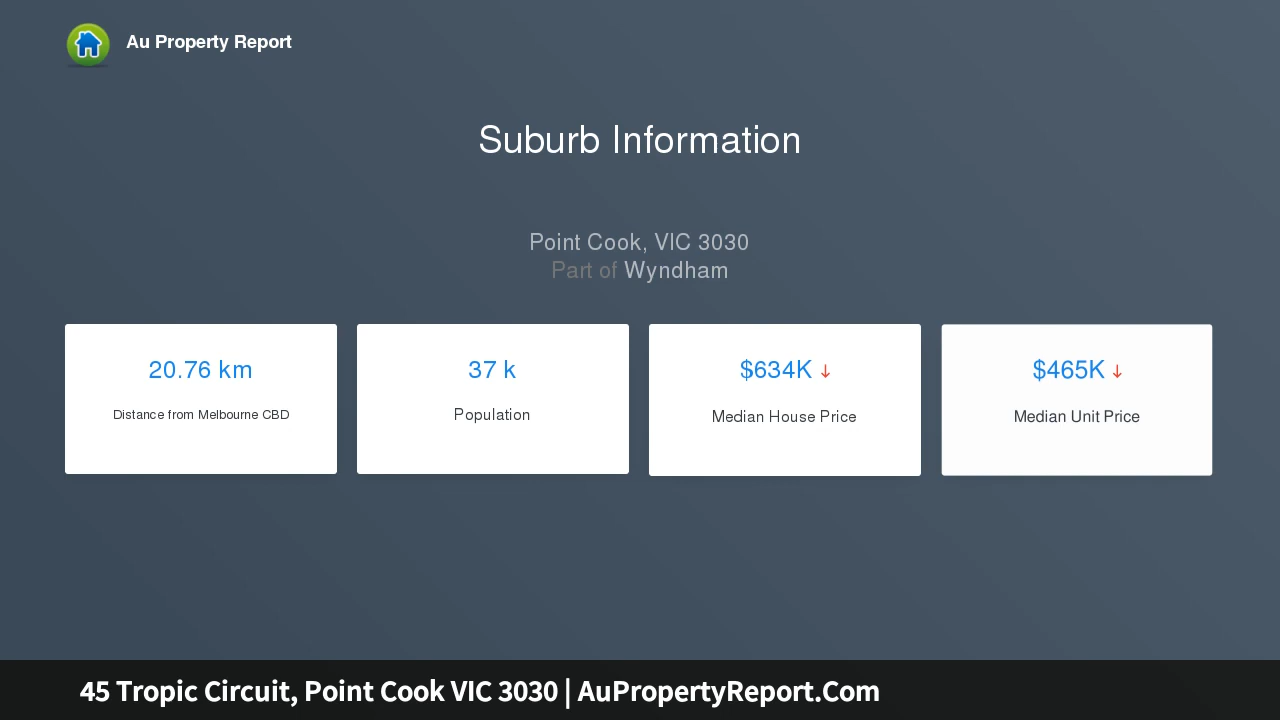 Au Property Report
Suburb Information
Point Cook, VIC 3030
Part of Wyndham
20.76 km
Distance from Melbourne CBD
37 k
Population
$634K ↓
Median House Price
$465K ↓
Median Unit Price
45 Tropic Circuit, Point Cook VIC 3030 | AuPropertyReport.Com